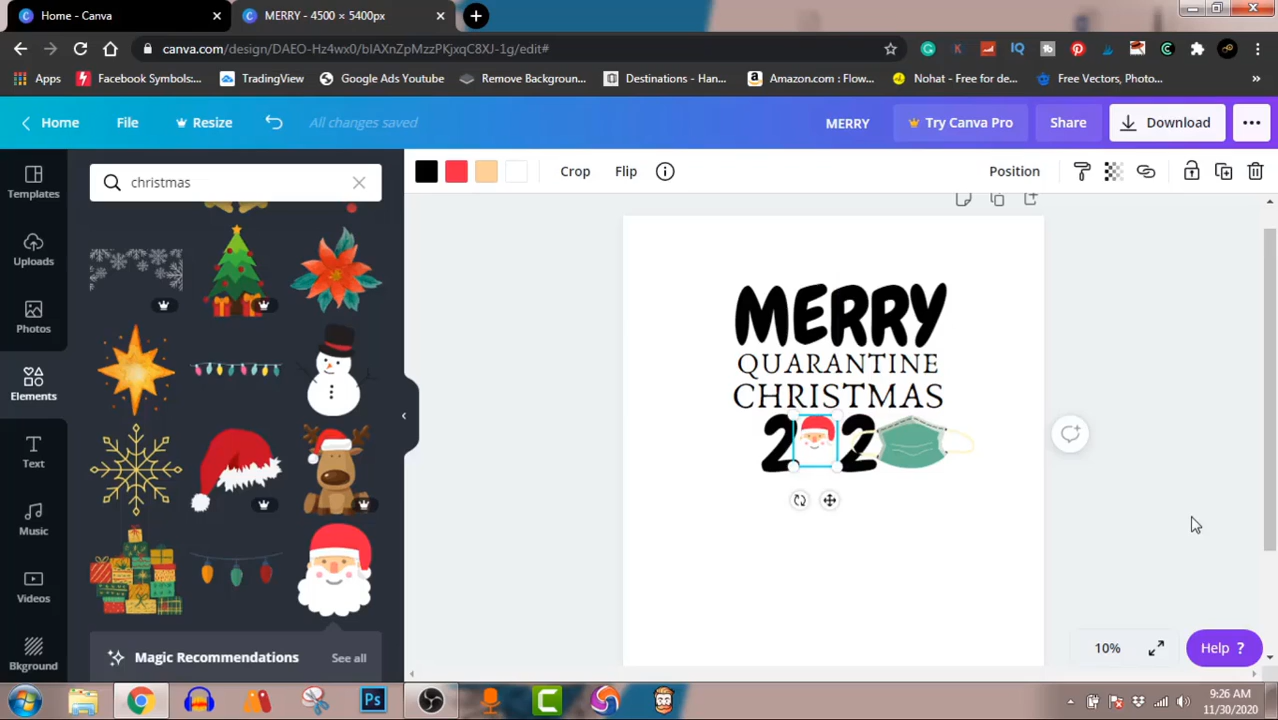 Home - Canva
MERRY - 4500 × 5400px
canva.com/design/DAEO-Hz4wx0/bIAXnZpMzzPKjxqC8XJ-1g/edit#
Apps
Facebook Symbols...
TradingView
Google Ads Youtube
Remove Backgroun...
Destinations - Han...
Amazon.com : Flow...
Nohat - Free for de...
Free Vectors, Photo...
Home
File
Resize
All changes saved
MERRY
Try Canva Pro
Share
Download
Templates
christmas
Crop
Flip
Position
Uploads
Photos
Elements
Text
Music
Videos
Bkground
MERRY
QUARANTINE
CHRISTMAS
2 2
Magic Recommendations
See all
10%
Help ?
Ps
9:26 AM
11/30/2020